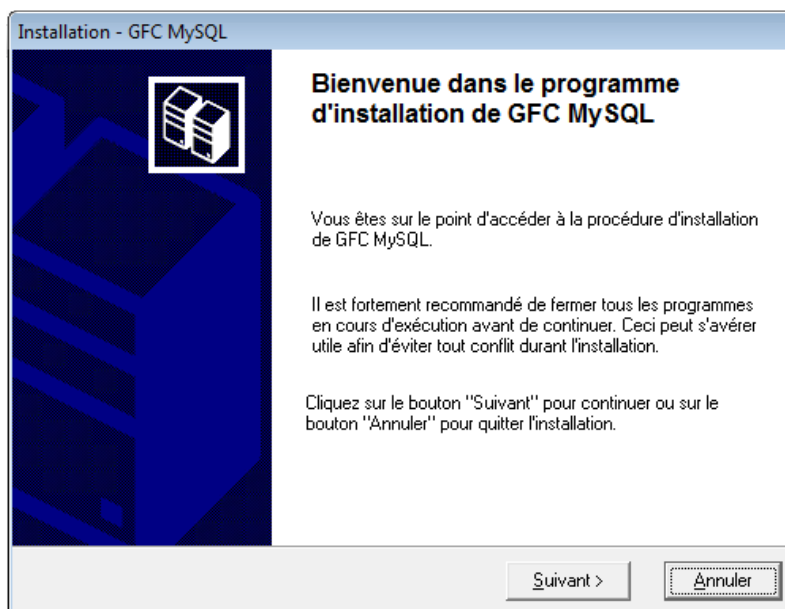 Installation - GFC MySQL
Bienvenue dans le programme
d'installation de GFC MySQL
Vous êtes sur le point d'accéder à la procédure d'installation
de GFC MySQL.
Il est fortement recommandé de fermer tous les programmes
en cours d'exécution avant de continuer. Ceci peut s'avérer
utile afin d'éviter tout conflit durant l'installation.
Cliquez sur le bouton "Suivant" pour continuer ou sur le
bouton "Annuler" pour quitter l'installation.
Suivant >
Annuler